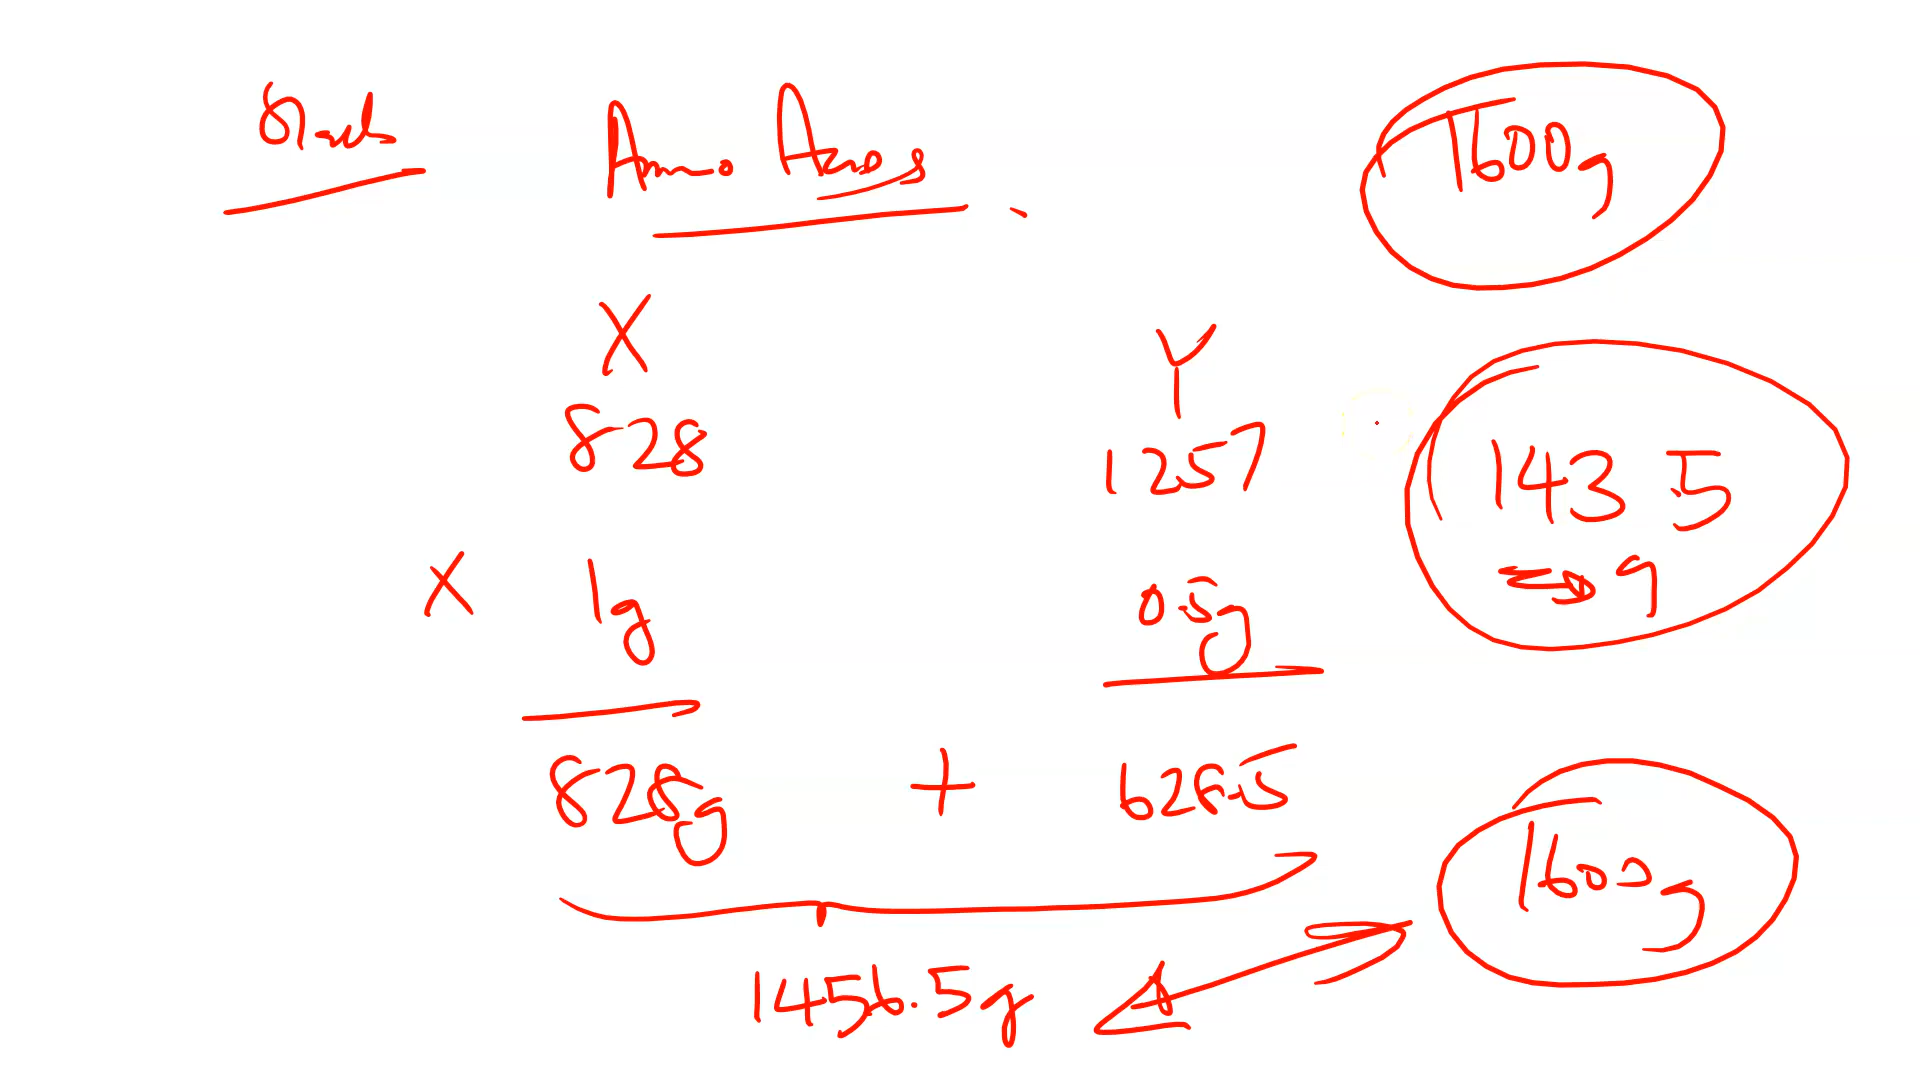 Amino Acids
1600g
X
Y
828
1257
143.5
g
X 1g
0.5g
828g + 628.5
1600g
1456.5g